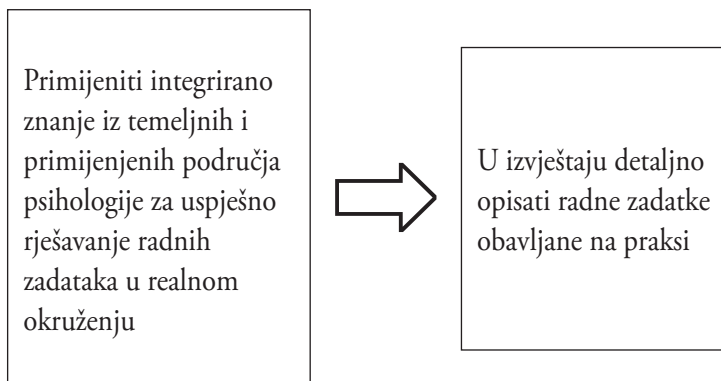 Primijeniti integrirano
znanje iz temeljnih i
primijenjenih područja
psihologije za uspješno
rješavanje radnih
zadataka u realnom
okruženju
U izvještaju detaljno
opisati radne zadatke
obavljane na praksi